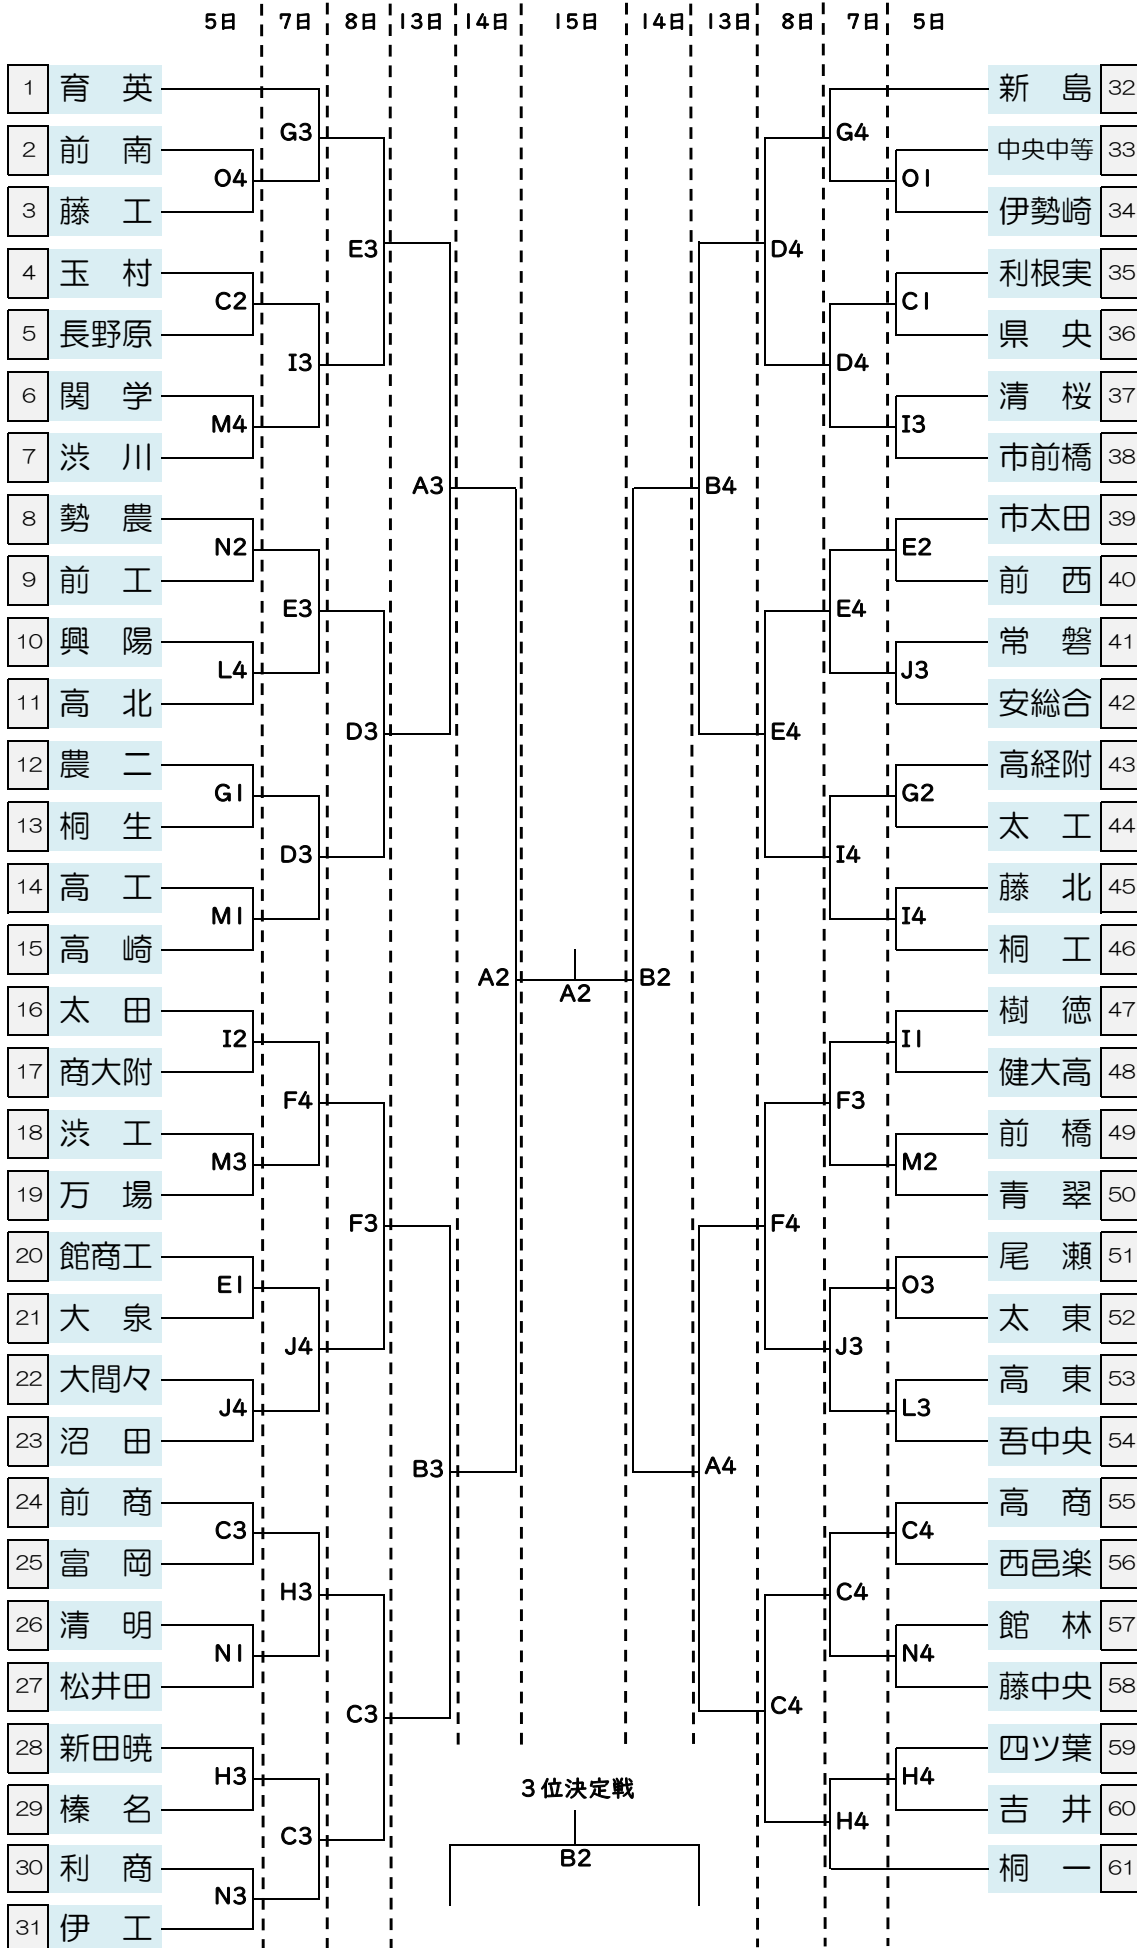 5日 7日 8日 13日 14日 15日 14日 13日 8日 7日 5日
1 育 英 新 島 32
G3 G4
2 前 南 中央中等 33
O4 O1
3 藤 工 伊勢崎 34
E3 D4
4 玉 村 利根実 35
C2 C1
5 長野原 県 央 36
I3 D4
6 関 学 清 桜 37
M4 I3
7 渋 川 市前橋 38
A3 B4
8 勢 農 市太田 39
N2 E2
9 前 工 前 西 40
E3 E4
10 興 陽 常 磐 41
L4 J3
11 高 北 安総合 42
D3 E4
12 農 二 高経附 43
G1 G2
13 桐 生 太 工 44
D3 I4
14 高 工 藤 北 45
M1 I4
15 高 崎 桐 工 46
A2 A2 B2
16 太 田 樹 徳 47
I2 I1
17 商大附 健大高 48
F4 F3
18 渋 工 前 橋 49
M3 M2
19 万 場 青 翠 50
F3 F4
20 館商工 尾 瀬 51
E1 O3
21 大 泉 太 東 52
J4 J3
22 大間々 高 東 53
J4 L3
23 沼 田 吾中央 54
B3 A4
24 前 商 高 商 55
C3 C4
25 富 岡 西邑楽 56
H3 C4
26 清 明 館 林 57
N1 N4
27 松井田 藤中央 58
C3 C4
28 新田暁 四ツ葉 59
H3 3位決定戦 H4
29 榛 名 吉 井 60
C3 B2 H4
30 利 商 桐 一 61
N3
31 伊 工